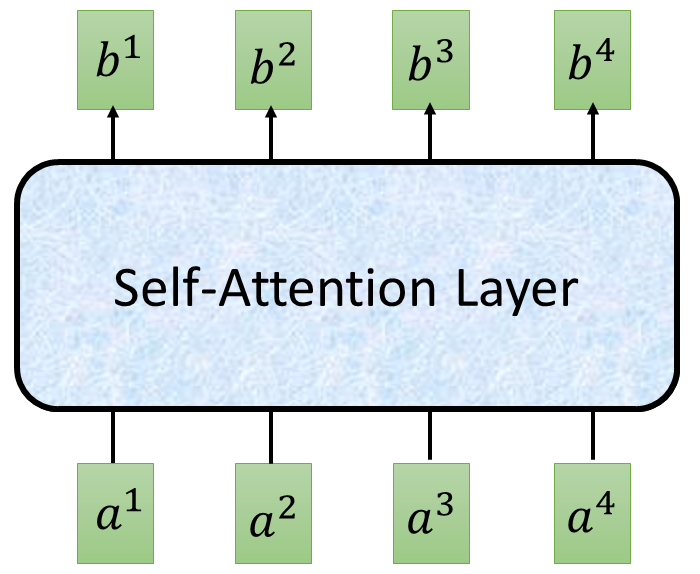 b¹ b² b³ b⁴
Self-Attention Layer
a¹ a² a³ a⁴